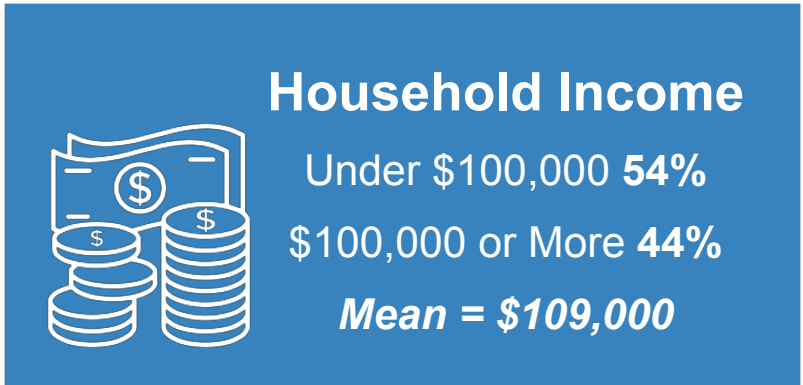 Household Income
Under $100,000 54%
$100,000 or More 44%
Mean = $109,000
$
$
$